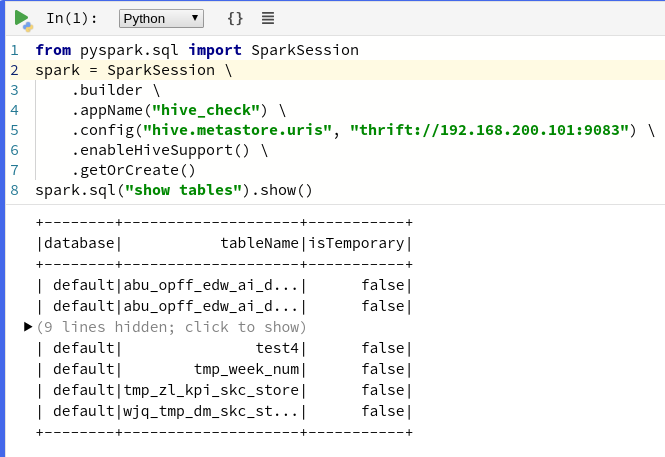 In(1): Python {}
1 from pyspark.sql import SparkSession
2 spark = SparkSession \
3     .builder \
4     .appName("hive_check") \
5     .config("hive.metastore.uris", "thrift://192.168.200.101:9083") \
6     .enableHiveSupport() \
7     .getOrCreate()
8 spark.sql("show tables").show()
+--------+--------------------+-----------+
|database|           tableName|isTemporary|
+--------+--------------------+-----------+
| default|abu_opff_edw_ai_d...|      false|
| default|abu_opff_edw_ai_d...|      false|
(9 lines hidden; click to show)
| default|               test4|      false|
| default|        tmp_week_num|      false|
| default|tmp_zl_kpi_skc_store|      false|
| default|wjq_tmp_dm_skc_st...|      false|
+--------+--------------------+-----------+